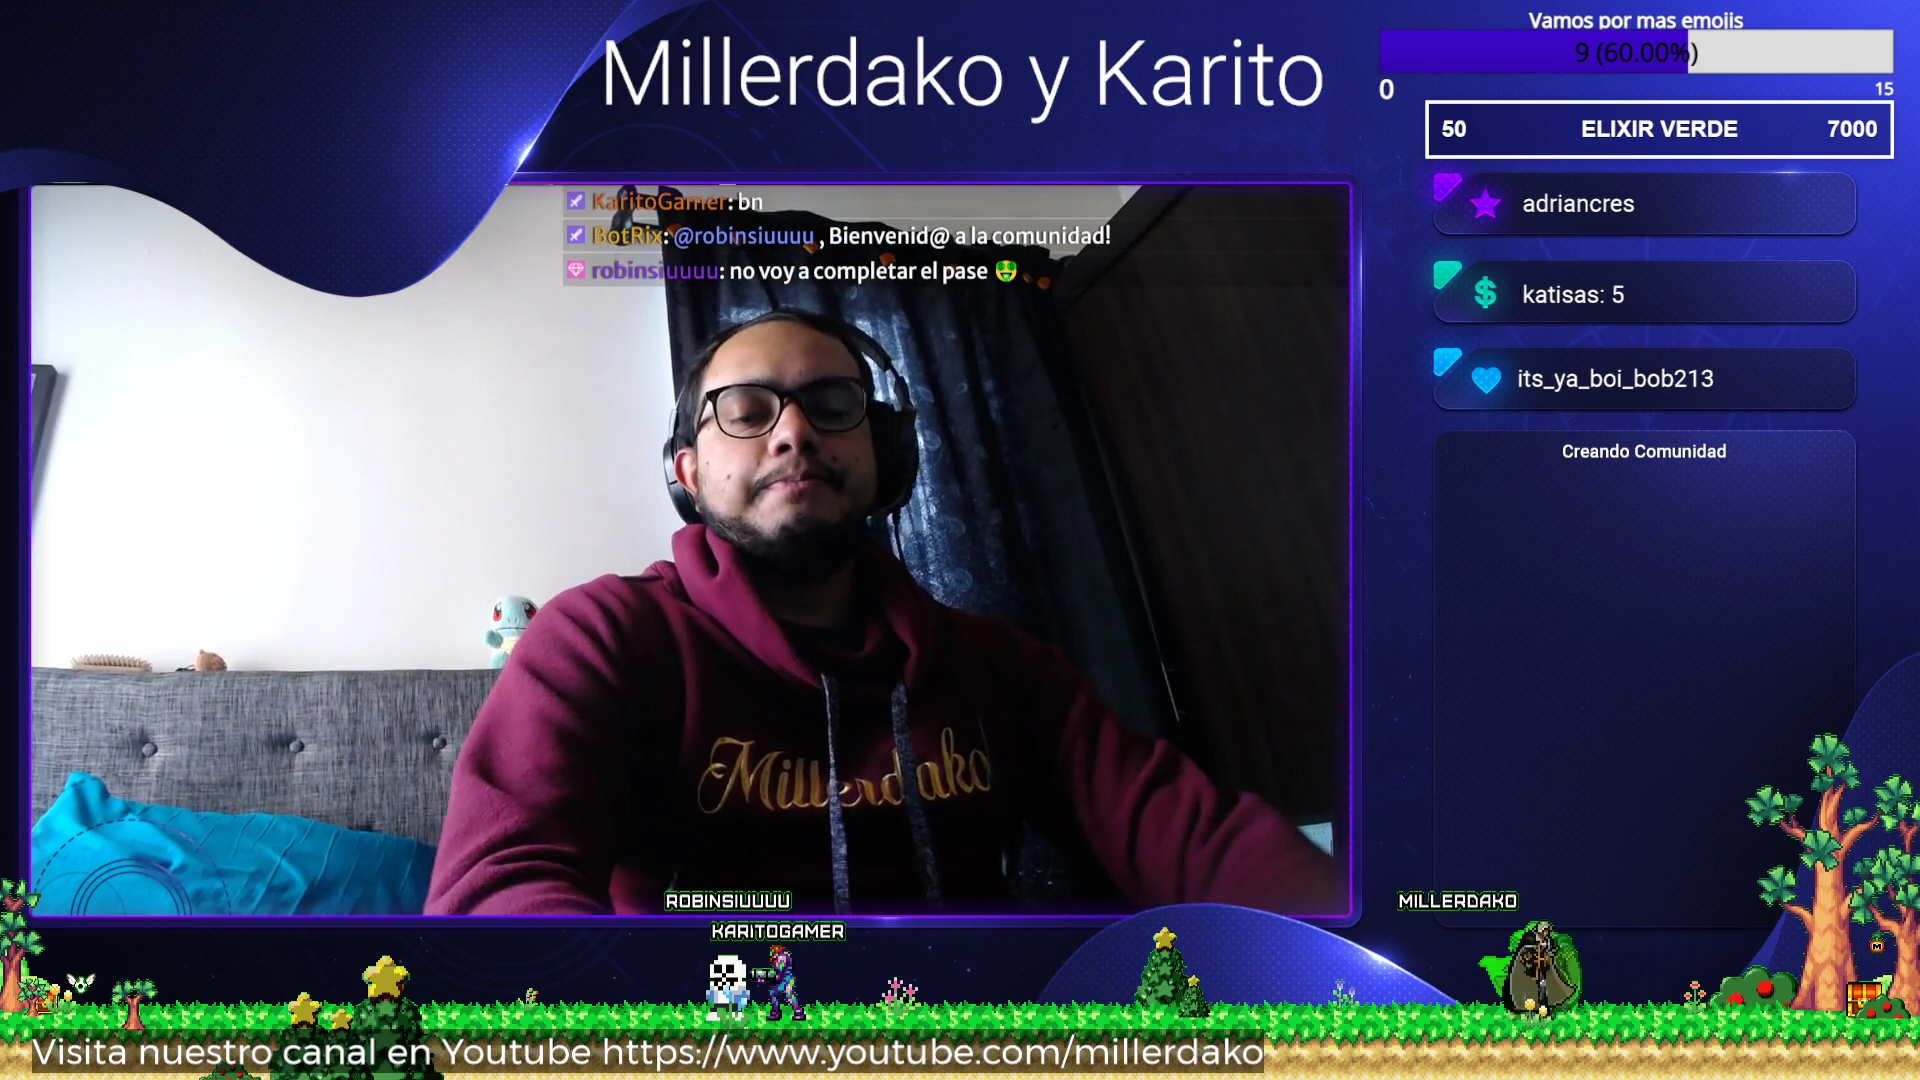 Millerdako y Karito
Vamos por mas emojis
9 (60.00%)
0
15
50 ELIXIR VERDE 7000
adriancres
katisas: 5
its_ya_boi_bob213
Creando Comunidad
KaritoGamer: bn
BotRix: @robinsiuuuu , Bienvenid@ a la comunidad!
robinsiuuuu: no voy a completar el pase 🤑
Millerdako
ROBINSIUUUU
KARITOGAMER
MILLERDAKO
M
Visita nuestro canal en Youtube https://www.youtube.com/millerdako